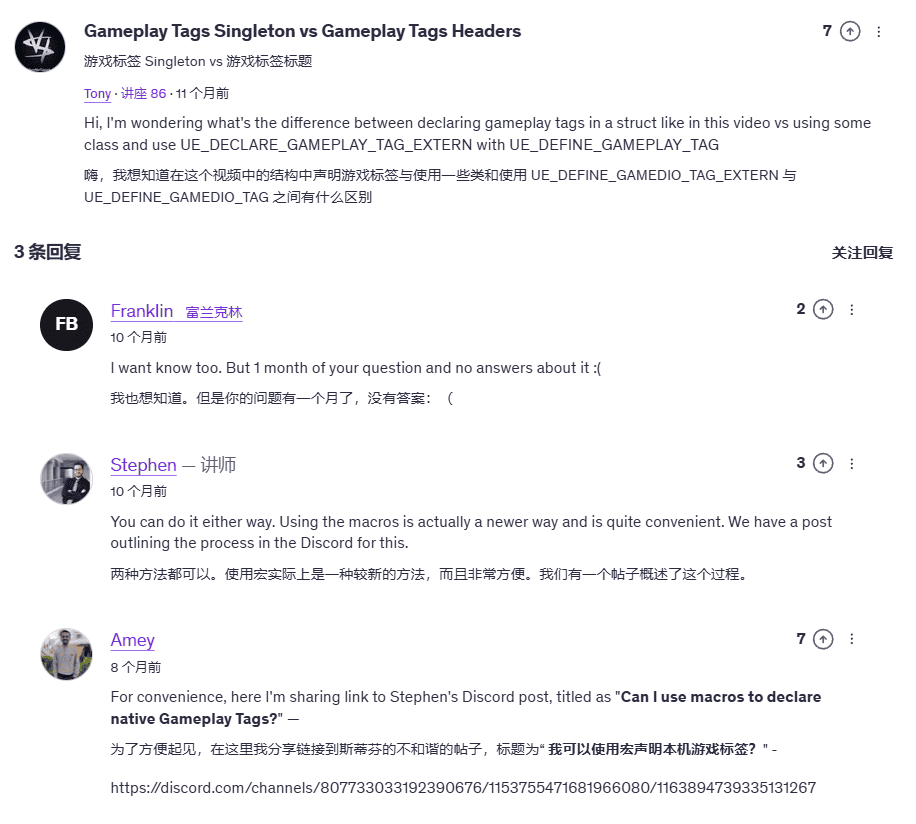 Gameplay Tags Singleton vs Gameplay Tags Headers
7
游戏标签 Singleton vs 游戏标签标题
Tony · 讲座 86 · 11 个月前
Hi, I'm wondering what's the difference between declaring gameplay tags in a struct like in this video vs using some
class and use UE_DECLARE_GAMEPLAY_TAG_EXTERN with UE_DEFINE_GAMEPLAY_TAG
嗨，我想知道在这个视频中的结构中声明游戏标签与使用一些类和使用 UE_DEFINE_GAMEDIO_TAG_EXTERN 与
UE_DEFINE_GAMEDIO_TAG 之间有什么区别
3 条回复
关注回复
FB
Franklin 富兰克林
2
10 个月前
I want know too. But 1 month of your question and no answers about it :(
我也想知道。但是你的问题有一个月了，没有答案：（
Stephen — 讲师
3
10 个月前
You can do it either way. Using the macros is actually a newer way and is quite convenient. We have a post
outlining the process in the Discord for this.
两种方法都可以。使用宏实际上是一种较新的方法，而且非常方便。我们有一个帖子概述了这个过程。
Amey
7
8 个月前
For convenience, here I'm sharing link to Stephen's Discord post, titled as "Can I use macros to declare
native Gameplay Tags?" —
为了方便起见，在这里我分享链接到斯蒂芬的不和谐的帖子，标题为“ 我可以使用宏声明本机游戏标签？" -
https://discord.com/channels/807733033192390676/1153755471681966080/1163894739335131267